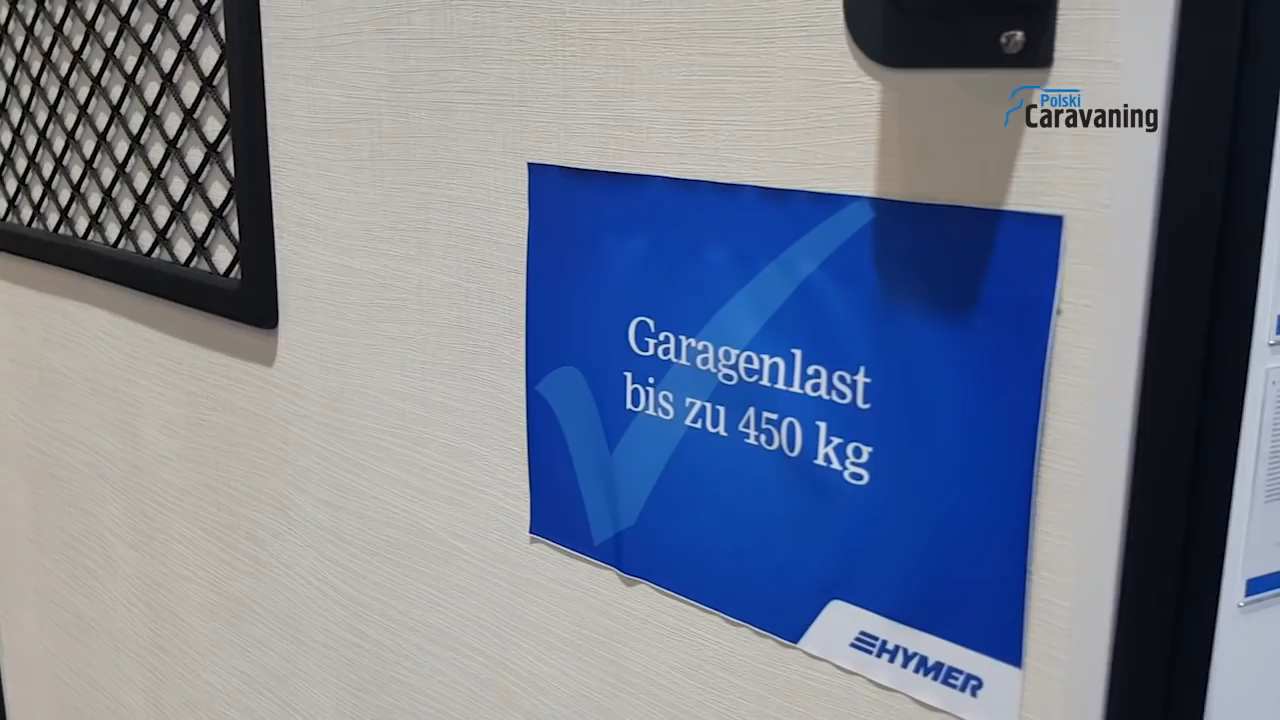 Polski
Caravaning
Garagenlast
bis zu 450 kg
HYMER